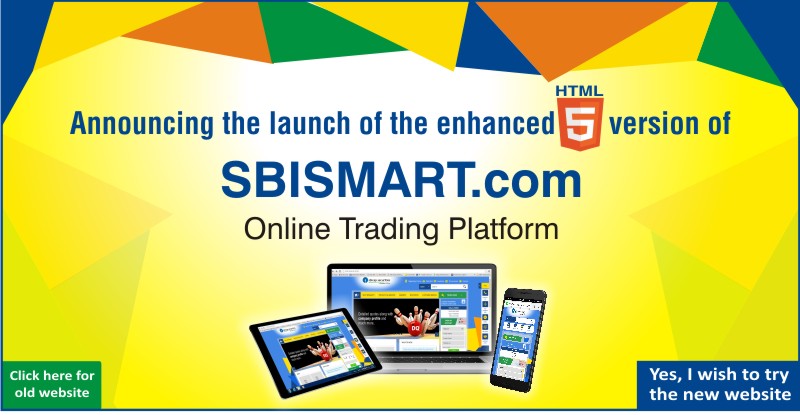 HTML
Announcing the launch of the enhanced 5 version of
SBISMART.com
Online Trading Platform
Click here for
old website
Yes, I wish to try
the new website